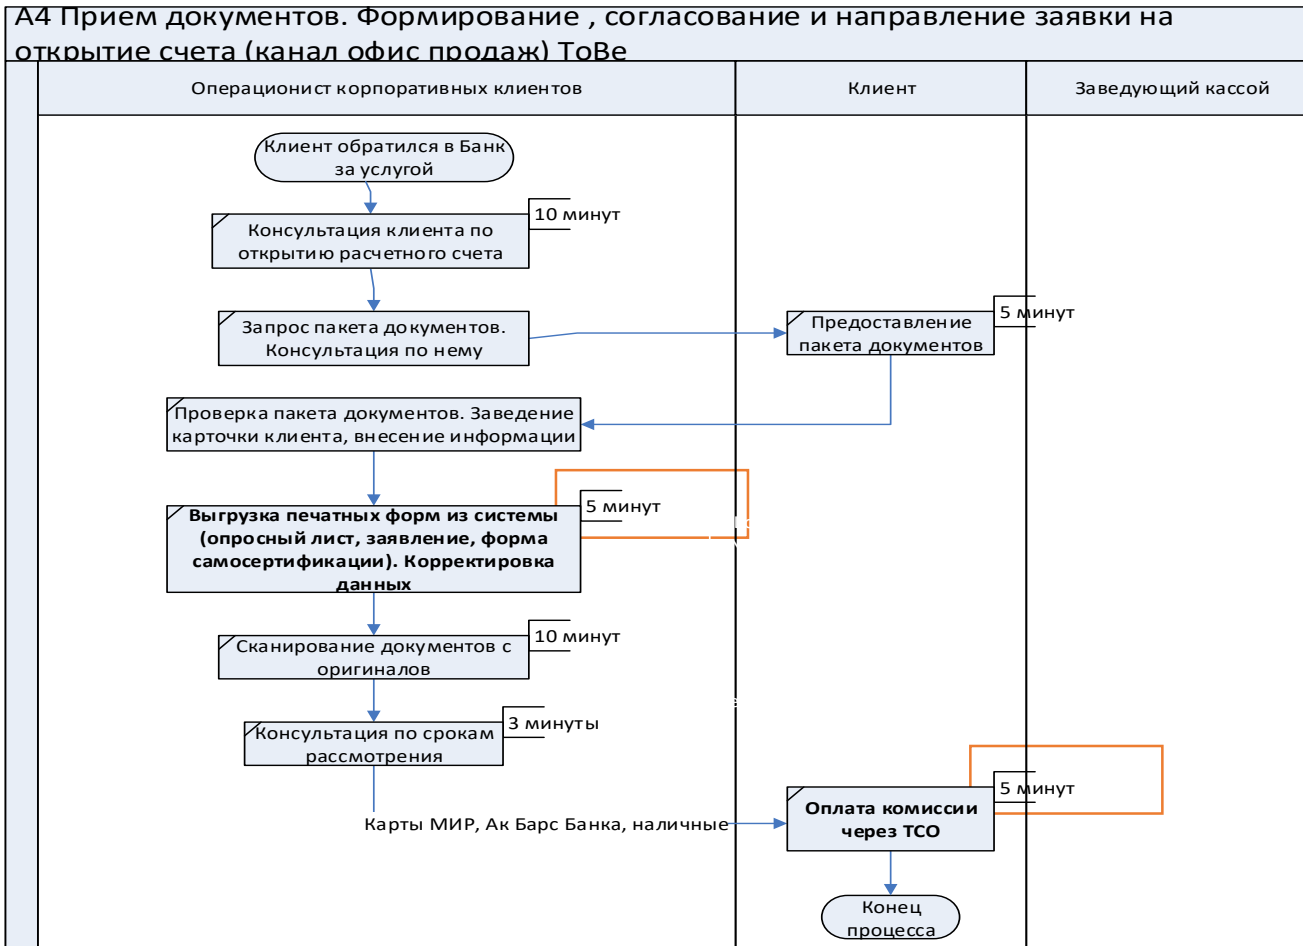 А4 Прием документов. Формирование , согласование и направление заявки на
открытие счета (канал офис продаж) ToBe
Операционист корпоративных клиентов
Клиент
Заведующий кассой
Клиент обратился в Банк
за услугой
10 минут
Консультация клиента по
открытию расчетного счета
Запрос пакета документов.
Консультация по нему
5 минут
Предоставление
пакета документов
Проверка пакета документов. Заведение
карточки клиента, внесение информации
5 минут
Выгрузка печатных форм из системы
(опросный лист, заявление, форма
самосертификации). Корректировка
данных
10 минут
Сканирование документов с
оригиналов
3 минуты
Консультация по срокам
рассмотрения
Карты МИР, Ак Барс Банка, наличные
5 минут
Оплата комиссии
через ТСО
Конец
процесса